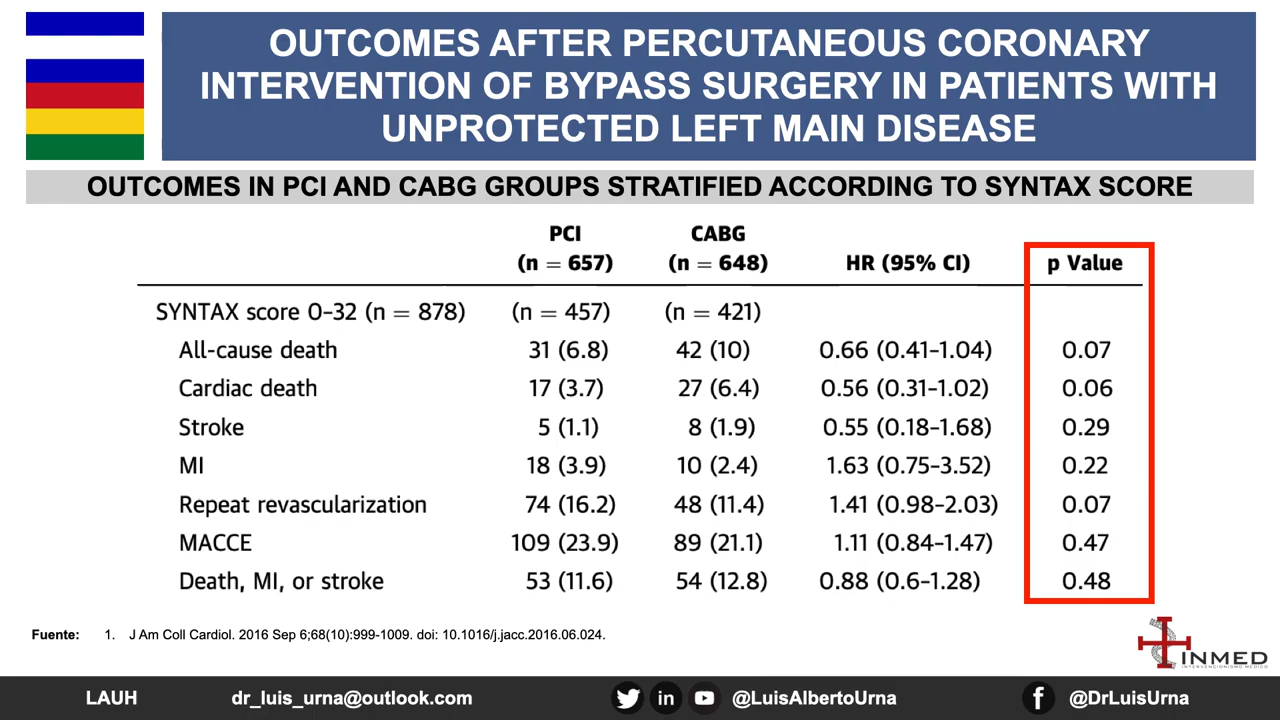 OUTCOMES AFTER PERCUTANEOUS CORONARY
INTERVENTION OF BYPASS SURGERY IN PATIENTS WITH
UNPROTECTED LEFT MAIN DISEASE
OUTCOMES IN PCI AND CABG GROUPS STRATIFIED ACCORDING TO SYNTAX SCORE
PCI CABG
(n = 657) (n = 648) HR (95% CI) p Value
SYNTAX score 0–32 (n = 878) (n = 457) (n = 421)
All-cause death 31 (6.8) 42 (10) 0.66 (0.41–1.04) 0.07
Cardiac death 17 (3.7) 27 (6.4) 0.56 (0.31–1.02) 0.06
Stroke 5 (1.1) 8 (1.9) 0.55 (0.18–1.68) 0.29
MI 18 (3.9) 10 (2.4) 1.63 (0.75–3.52) 0.22
Repeat revascularization 74 (16.2) 48 (11.4) 1.41 (0.98–2.03) 0.07
MACCE 109 (23.9) 89 (21.1) 1.11 (0.84–1.47) 0.47
Death, MI, or stroke 53 (11.6) 54 (12.8) 0.88 (0.6–1.28) 0.48
Fuente: 1. J Am Coll Cardiol. 2016 Sep 6;68(10):999-1009. doi: 10.1016/j.jacc.2016.06.024.
INMED
INTERVENCIONISMO MÉDICO
LAUH dr_luis_urna@outlook.com @LuisAlbertoUrna @DrLuisUrna